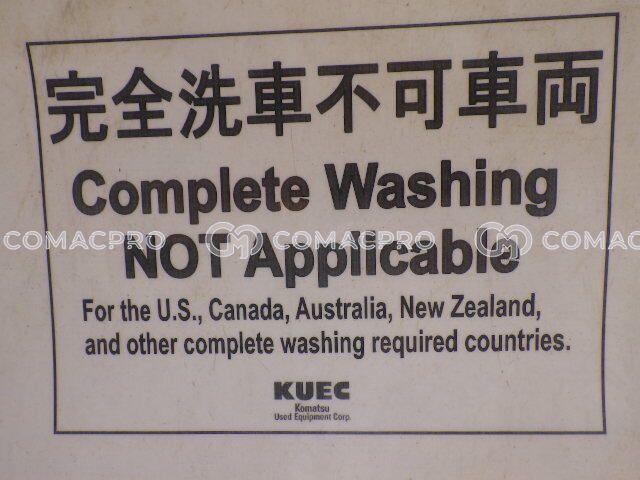 完全洗車不可車両
Complete Washing
NOT Applicable
COMACPRO COMACPRO COMACPRO
For the U.S., Canada, Australia, New Zealand,
and other complete washing required countries.
KUEC
Komatsu
Used Equipment Corp.